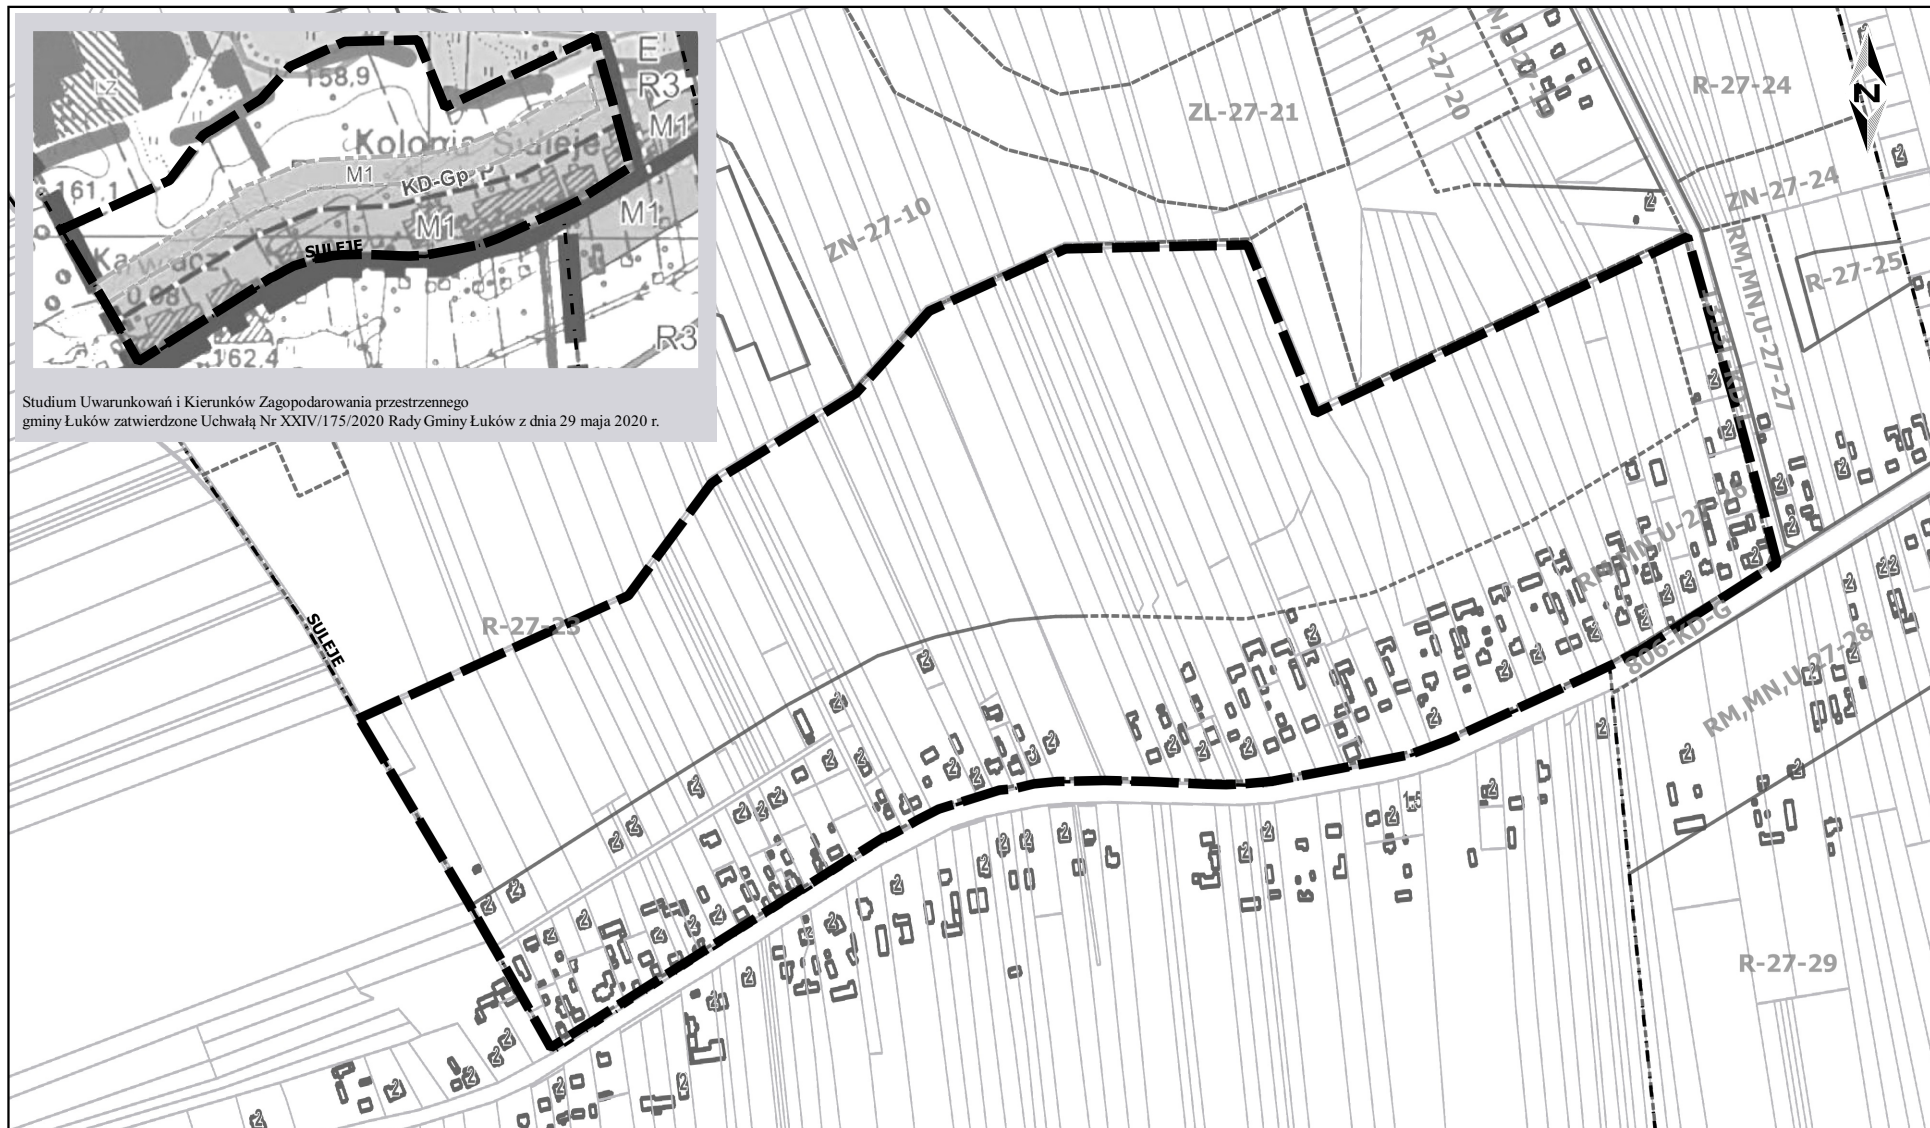 E
R3
LZ
158,9
Kolonia Suleje
M1
M1
KD-Gp
161,1
M1
M1
SULEJE
0,08
162,4
R3
Studium Uwarunkowań i Kierunków Zagopodarowania przestrzennego
gminy Łuków zatwierdzone Uchwałą Nr XXIV/175/2020 Rady Gminy Łuków z dnia 29 maja 2020 r.
R-27-20
R-27-24
N
ZL-27-21
ZN-27-24
ZN-27-10
RM,MN,U-27-27
R-27-25
R-27-23
SULEJE
806-KD-G
RM,MN,U-27-28
R-27-29